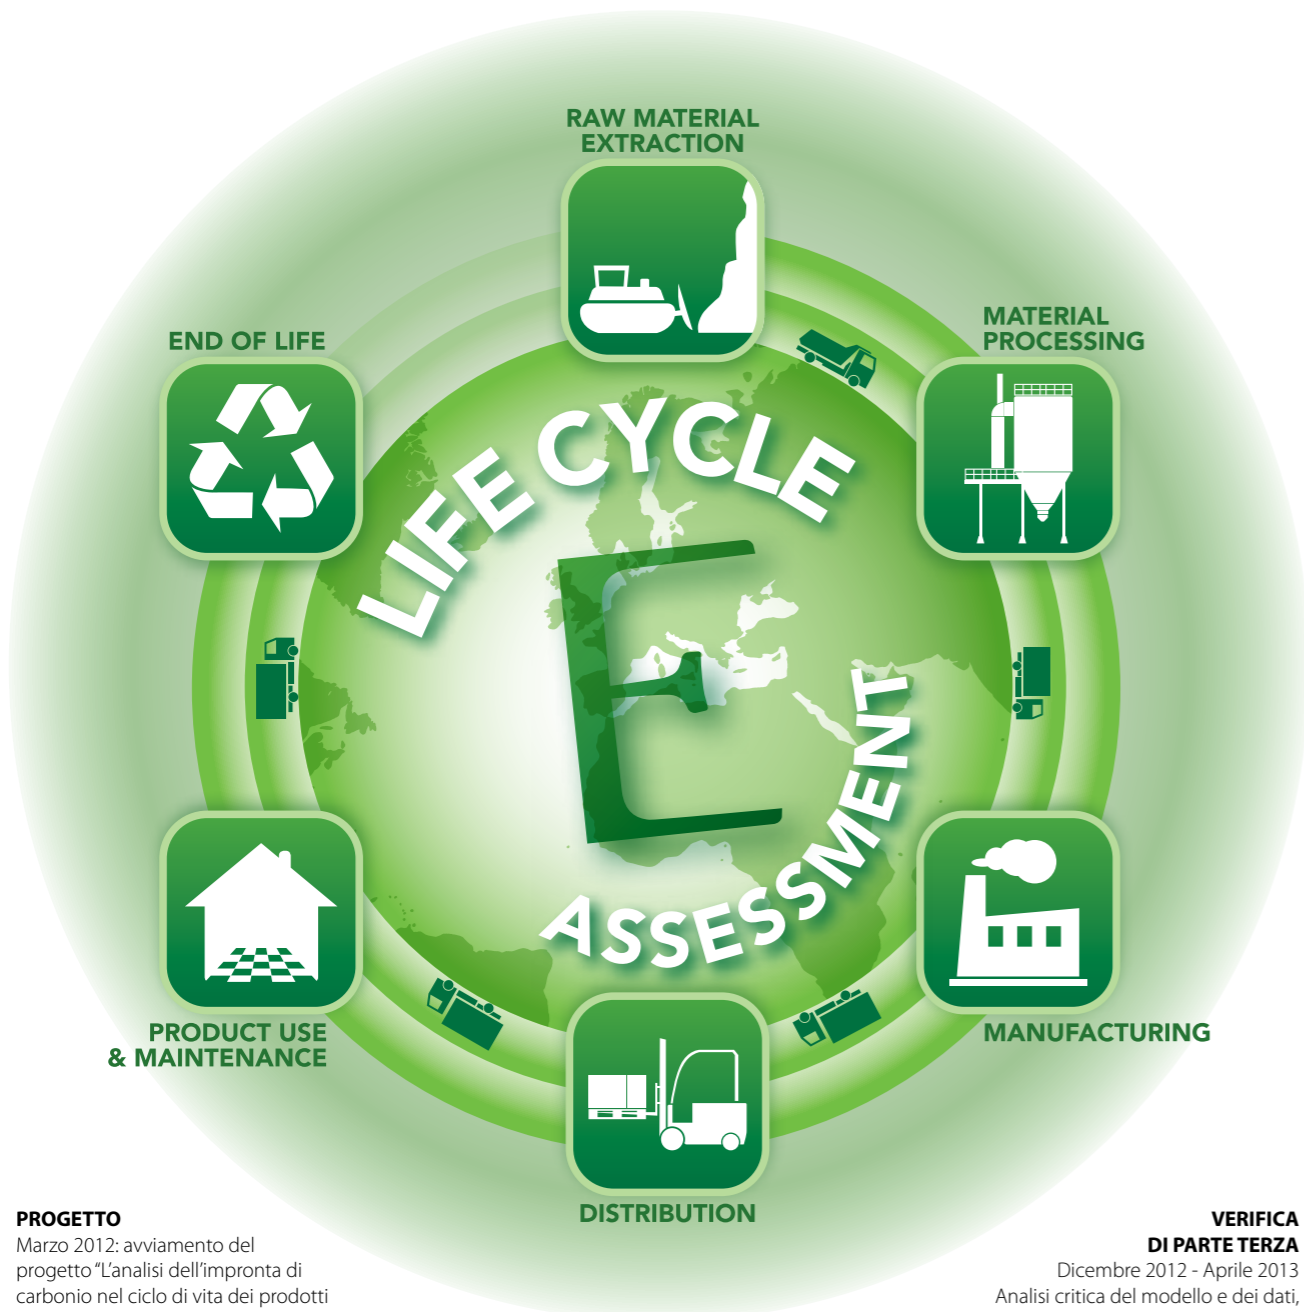 RAW MATERIAL
EXTRACTION
MATERIAL
PROCESSING
END OF LIFE
LIFE CYCLE
E
ASSESSMENT
PRODUCT USE
& MAINTENANCE
MANUFACTURING
DISTRIBUTION
PROGETTO
Marzo 2012: avviamento del
progetto “L’analisi dell’impronta di
carbonio nel ciclo di vita dei prodotti
VERIFICA
DI PARTE TERZA
Dicembre 2012 - Aprile 2013
Analisi critica del modello e dei dati,